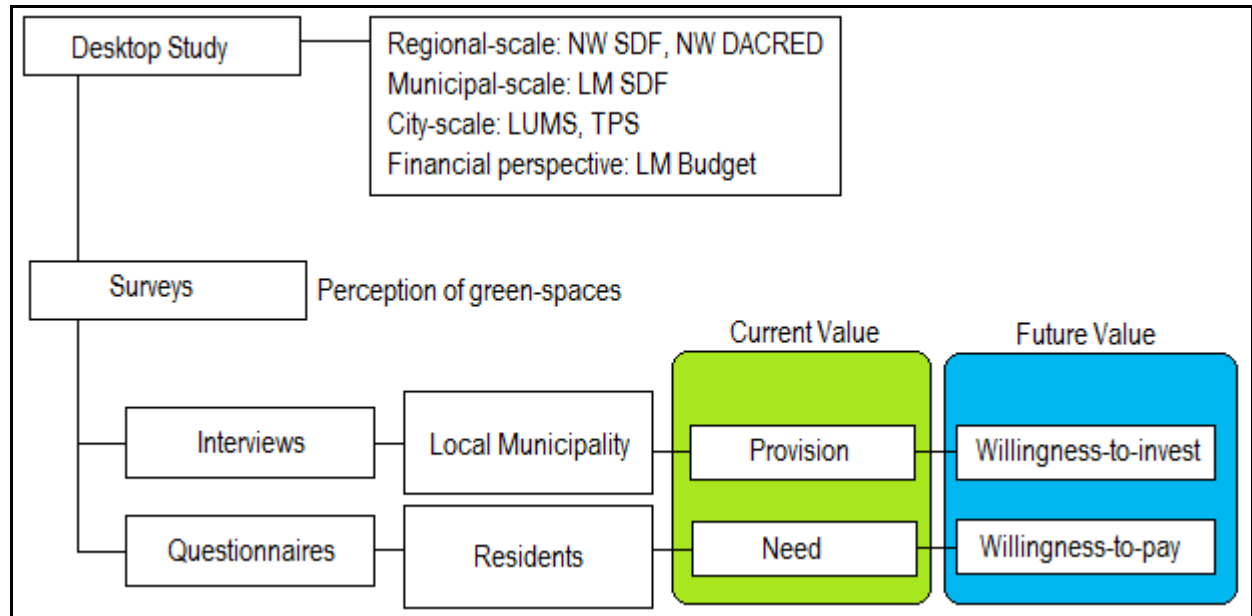 Desktop Study
Regional-scale: NW SDF, NW DACRED
Municipal-scale: LM SDF
City-scale: LUMS, TPS
Financial perspective: LM Budget
Surveys
Perception of green-spaces
Current Value
Future Value
Interviews
Local Municipality
Provision
Willingness-to-invest
Questionnaires
Residents
Need
Willingness-to-pay